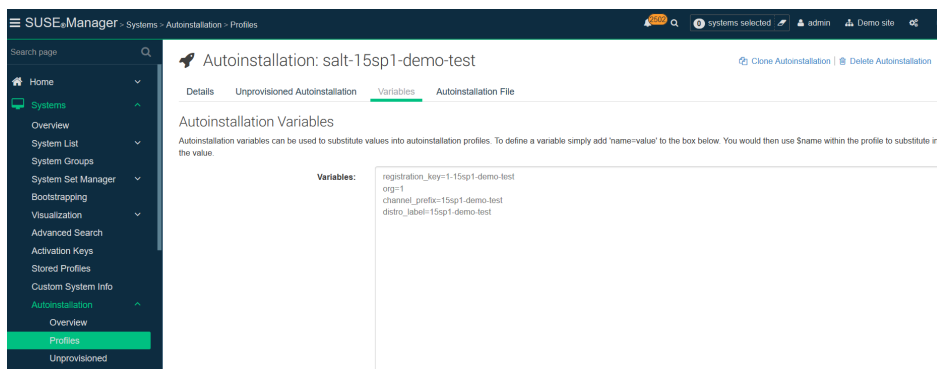 SUSE®Manager > Systems > Autoinstallation > Profiles
2502
0 systems selected
admin
Demo site
Search page
Home
Systems
Overview
System List
System Groups
System Set Manager
Bootstrapping
Visualization
Advanced Search
Activation Keys
Stored Profiles
Custom System Info
Autoinstallation
Overview
Profiles
Unprovisioned
Autoinstallation: salt-15sp1-demo-test
Clone Autoinstallation | Delete Autoinstallation
Details Unprovisioned Autoinstallation Variables Autoinstallation File
Autoinstallation Variables
Autoinstallation variables can be used to substitute values into autoinstallation profiles. To define a variable simply add 'name=value' to the box below. You would then use $name within the profile to substitute in
the value.
Variables:
registration_key=1-15sp1-demo-test
org=1
channel_prefix=15sp1-demo-test
distro_label=15sp1-demo-test